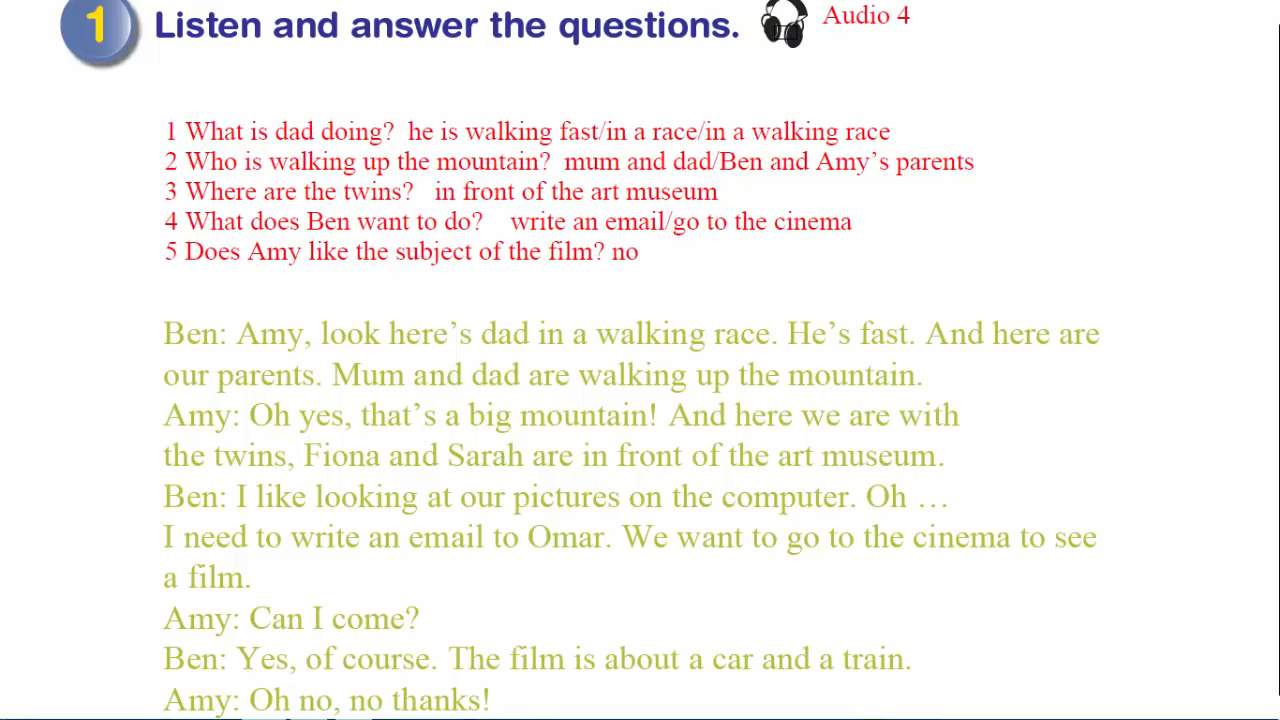 1 Listen and answer the questions. Audio 4
1 What is dad doing? he is walking fast/in a race/in a walking race
2 Who is walking up the mountain? mum and dad/Ben and Amy’s parents
3 Where are the twins? in front of the art museum
4 What does Ben want to do? write an email/go to the cinema
5 Does Amy like the subject of the film? no
Ben: Amy, look here’s dad in a walking race. He’s fast. And here are
our parents. Mum and dad are walking up the mountain.
Amy: Oh yes, that’s a big mountain! And here we are with
the twins, Fiona and Sarah are in front of the art museum.
Ben: I like looking at our pictures on the computer. Oh …
I need to write an email to Omar. We want to go to the cinema to see
a film.
Amy: Can I come?
Ben: Yes, of course. The film is about a car and a train.
Amy: Oh no, no thanks!